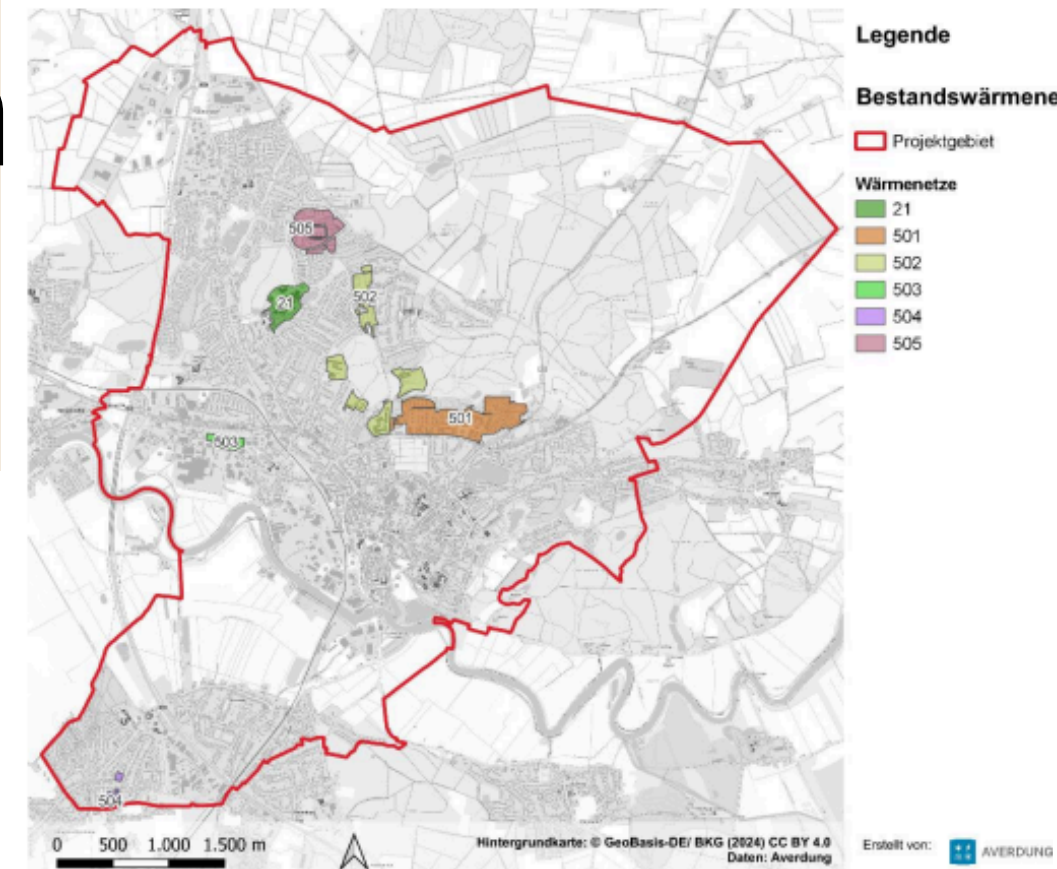 Legende
Bestandswärmene
Projektgebiet
Wärmenetze
21
501
502
503
504
505
505
21
502
501
503
504
0 500 1.000 1.500 m
Hintergrundkarte: © GeoBasis-DE/ BKG (2024) CC BY 4.0
Daten: Averdung
Erstellt von:
AVERDUNG